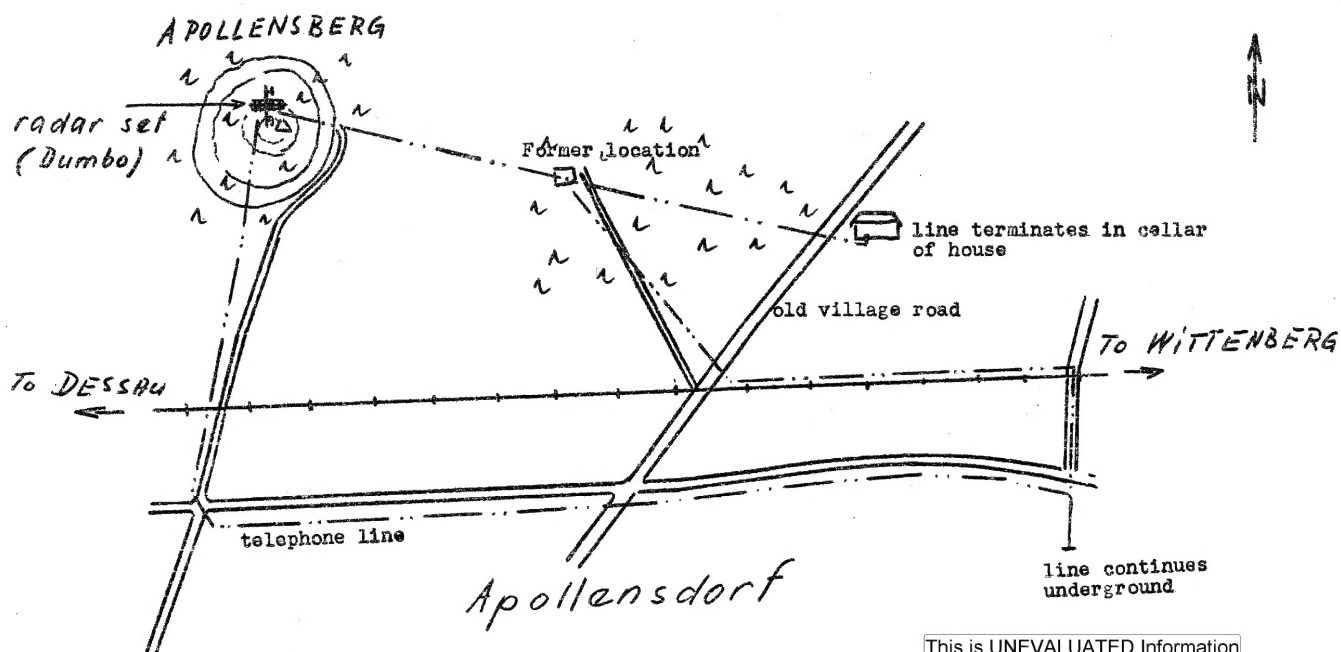 APOLLENSBERG
N
radar set
(Dumbo)
Former location
line terminates in cellar
of house
old village road
To WiTTENBERG
To DESSAU
telephone line
Apollensdorf
line continues
underground
This is UNEVALUATED Information